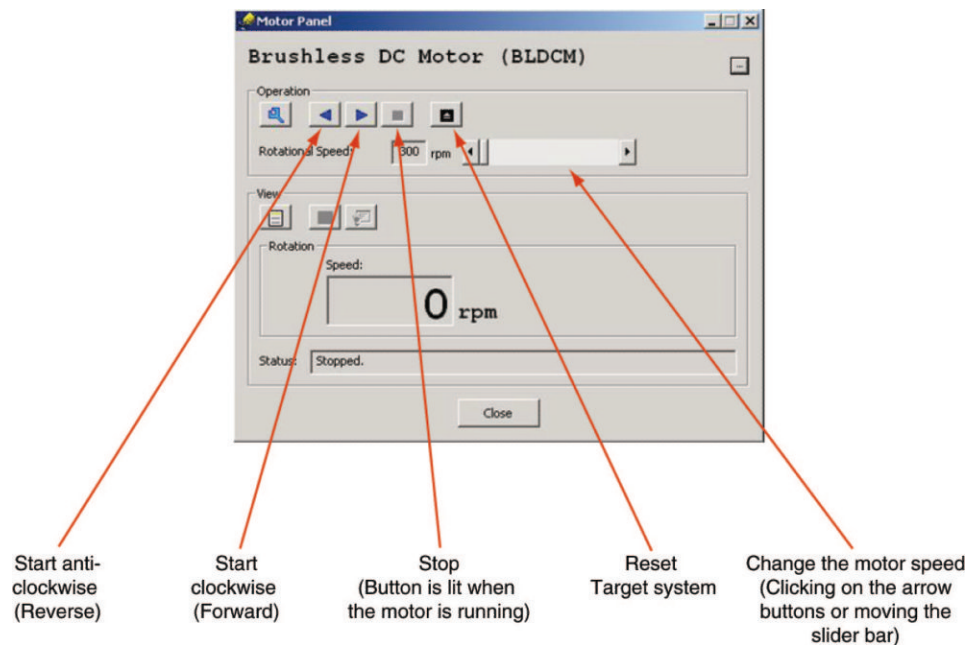 Motor Panel
Brushless DC Motor (BLDCM)
Operation
Rotational Speed: 300 rpm
View
Rotation
Speed:
0 rpm
Status: Stopped.
Close
Start anti-
clockwise
(Reverse)
Start
clockwise
(Forward)
Stop
(Button is lit when
the motor is running)
Reset
Target system
Change the motor speed
(Clicking on the arrow
buttons or moving the
slider bar)